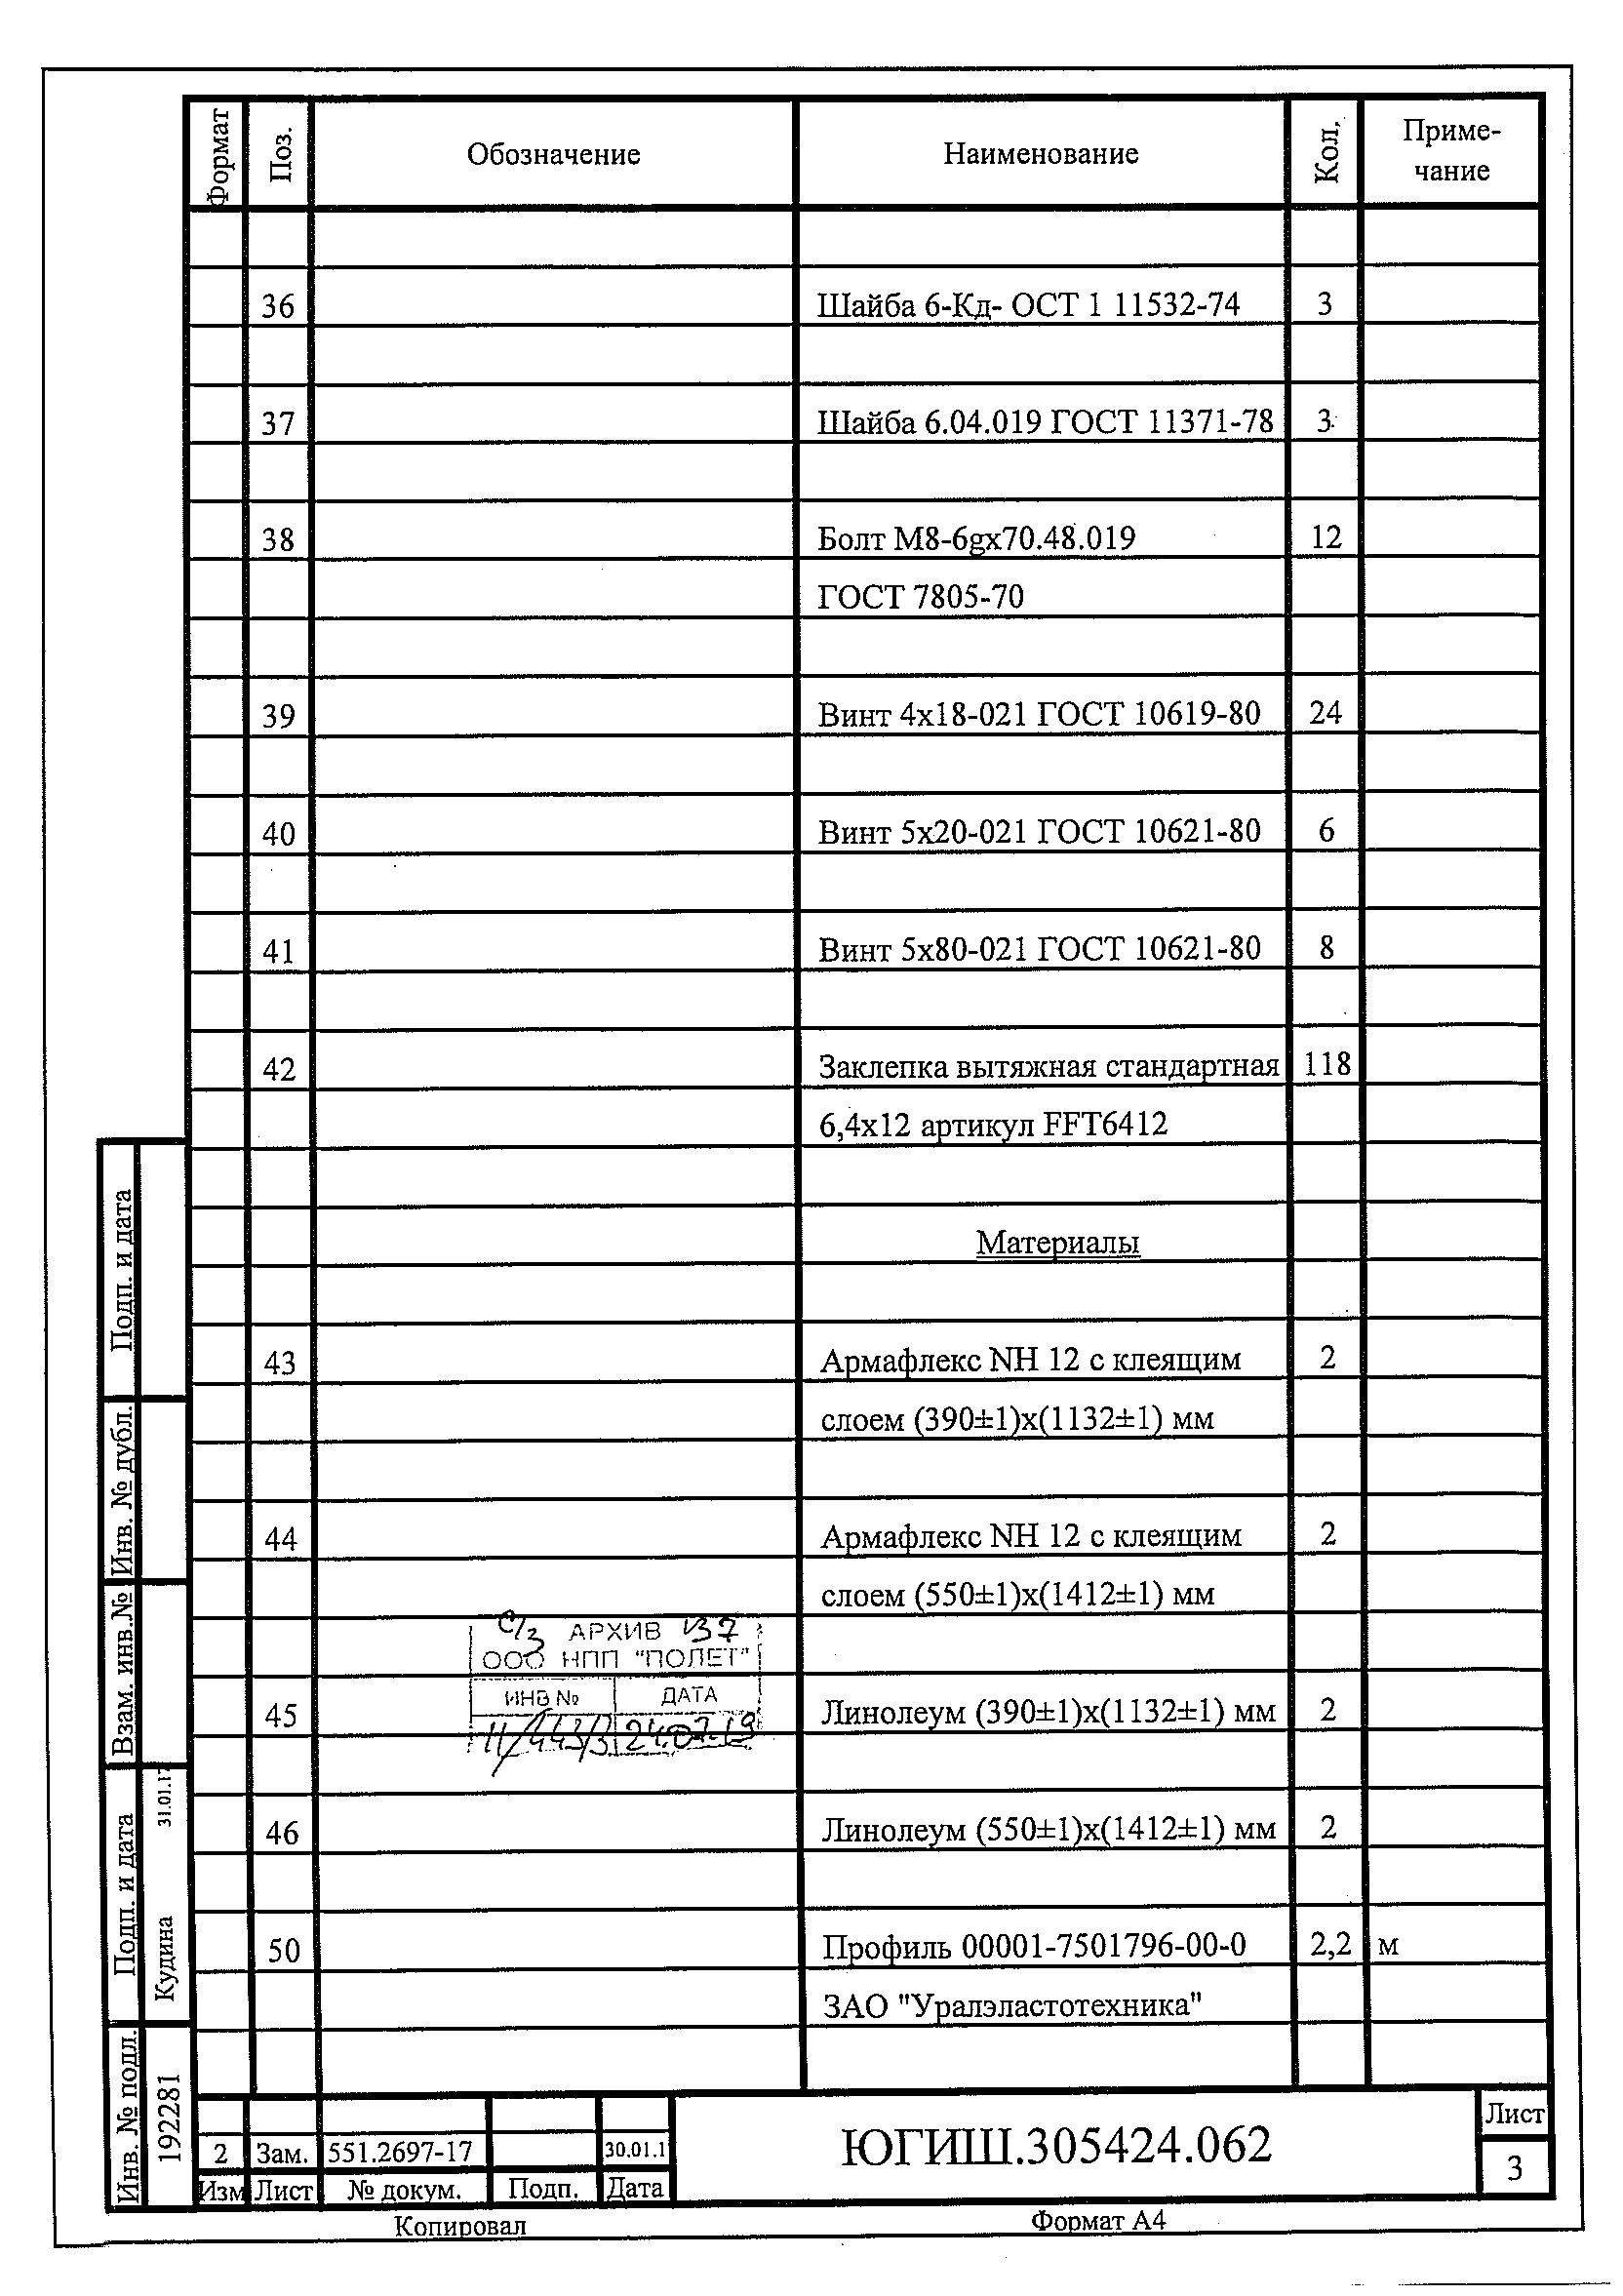 Формат Поз. Обозначение Наименование Кол. Приме-
чание
36 Шайба 6-Кд- ОСТ 1 11532-74 3
37 Шайба 6.04.019 ГОСТ 11371-78 3
38 Болт М8-6gх70.48.019 12
ГОСТ 7805-70
39 Винт 4х18-021 ГОСТ 10619-80 24
40 Винт 5х20-021 ГОСТ 10621-80 6
41 Винт 5х80-021 ГОСТ 10621-80 8
42 Заклепка вытяжная стандартная 118
6,4х12 артикул FFT6412
Материалы
43 Армафлекс NH 12 с клеящим 2
слоем (390±1)х(1132±1) мм
44 Армафлекс NH 12 с клеящим 2
слоем (550±1)х(1412±1) мм
АРХИВ
ООО НПП "ПОЛЕТ"
ИНВ № ДАТА
24.07.19
45 Линолеум (390±1)х(1132±1) мм 2
46 Линолеум (550±1)х(1412±1) мм 2
50 Профиль 00001-7501796-00-0 2,2 м
ЗАО "Уралэластотехника"
Подп. и дата
Инв. № дубл.
Взам. инв.№
Подп. и дата
Кудина 31.01.17
Инв. № подл.
192281
2 Зам. 551.2697-17 30.01.1
Изм Лист № докум. Подп. Дата
ЮГИШ.305424.062
Лист
3
Копировал Формат А4